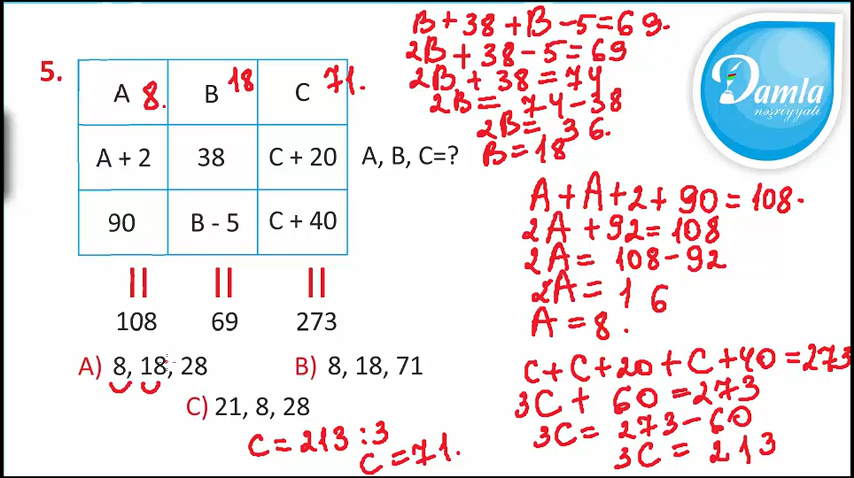 5.
A 8. B 18 C 71.
A + 2 38 C + 20 A, B, C=?
90 B - 5 C + 40
108 69 273
A) 8, 18, 28 B) 8, 18, 71
C) 21, 8, 28
C = 213 : 3
C = 71.
B + 38 + B - 5 = 69.
2B + 38 - 5 = 69
2B + 38 = 74
2B = 74 - 38
2B = 36.
B = 18
A + A + 2 + 90 = 108.
2A + 92 = 108
2A = 108 - 92
2A = 16
A = 8.
C + C + 20 + C + 40 = 273
3C + 60 = 273
3C = 273 - 60
3C = 213
Damla
nəşriyyatı